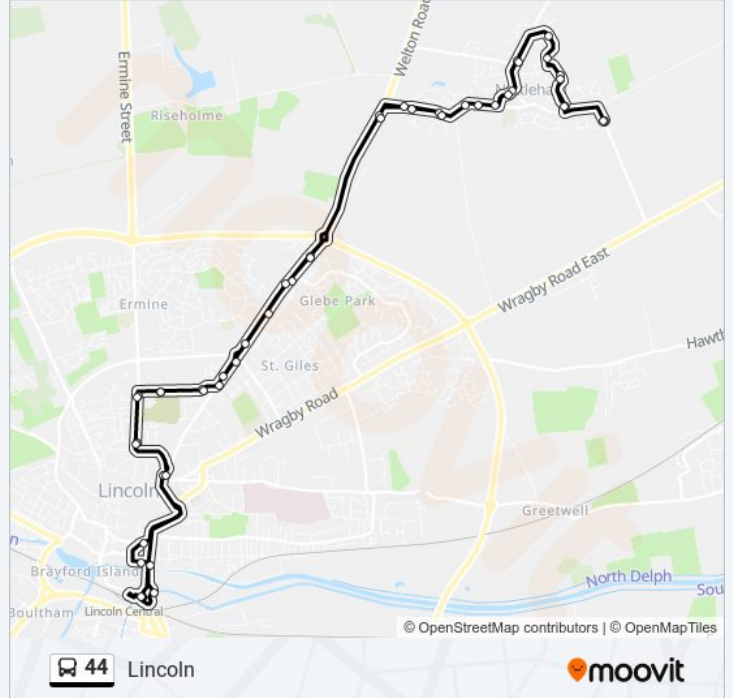 Welton Road
Ermine Street
Riseholme
Nettleha
Wragby Road East
Ermine
Glebe Park
Hawth
St. Giles
Wragby Road
Lincoln
Greetwell
Brayford Island
North Delph
Sou
Boultham
Lincoln Central
© OpenStreetMap contributors | © OpenMapTiles
44 Lincoln
moovit